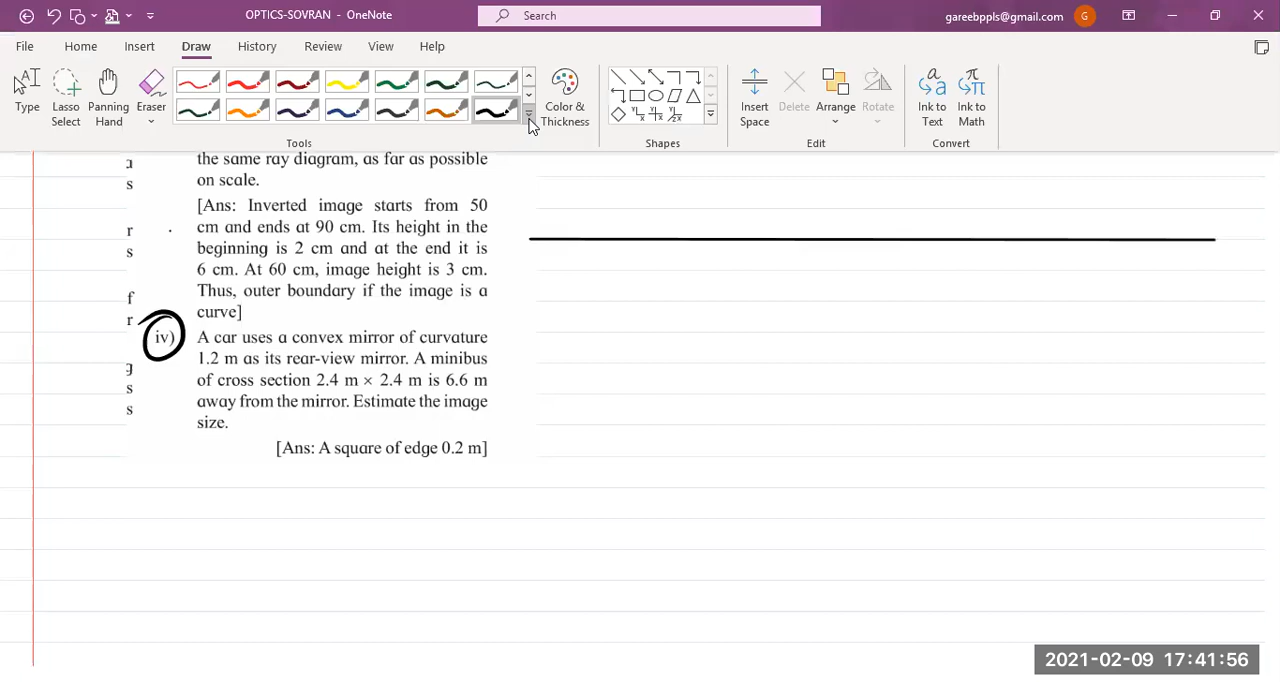 OPTICS-SOVRAN - OneNote
Search
gareebppls@gmail.com
G
File Home Insert Draw History Review View Help
Type
Lasso Select
Panning Hand
Eraser
Color & Thickness
Insert Space
Delete
Arrange
Rotate
Ink to Text
Ink to Math
Tools
Shapes
Edit
Convert
the same ray diagram, as far as possible
on scale.
[Ans: Inverted image starts from 50
cm and ends at 90 cm. Its height in the
beginning is 2 cm and at the end it is
6 cm. At 60 cm, image height is 3 cm.
Thus, outer boundary if the image is a
curve]
iv) A car uses a convex mirror of curvature
1.2 m as its rear-view mirror. A minibus
of cross section 2.4 m × 2.4 m is 6.6 m
away from the mirror. Estimate the image
size.
[Ans: A square of edge 0.2 m]
2021-02-09 17:41:56